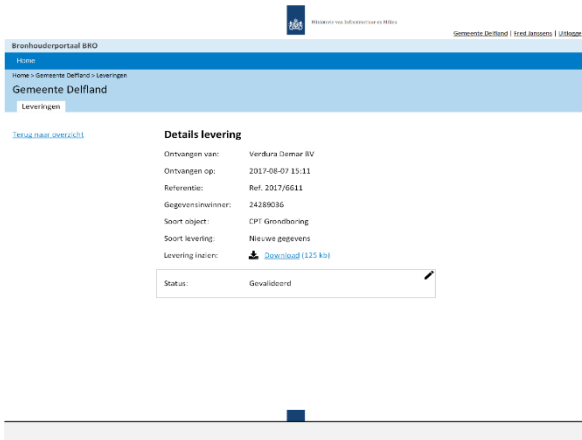 Ministerie van Infrastructuur en Milieu
Gemeente Delfland | Fred Janssens | Uitlogge
Bronhouderportaal BRO
Home
Home > Gemeente Delfland > Leveringen
Gemeente Delfland
Leveringen
Terug naar overzicht
Details levering
Ontvangen van: Verdura Demar BV
Ontvangen op: 2017-08-07 15:11
Referentie: Ref. 2017/6611
Gegevensinwinner: 24289036
Soort object: CPT Grondboring
Soort levering: Nieuwe gegevens
Levering inzien: Download (125 kb)
Status: Gevalideerd